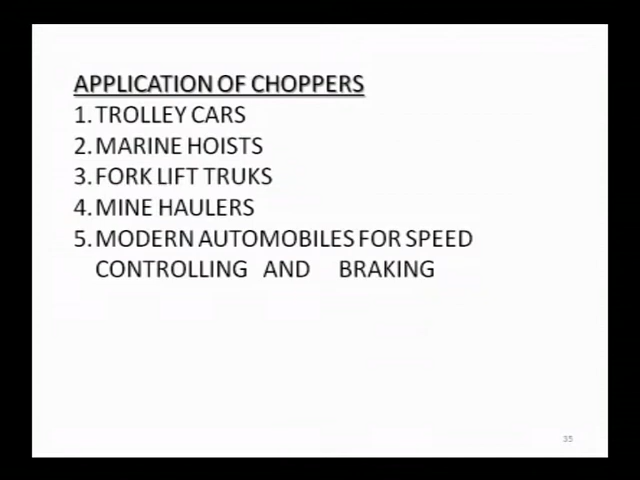 APPLICATION OF CHOPPERS
1. TROLLEY CARS
2. MARINE HOISTS
3. FORK LIFT TRUKS
4. MINE HAULERS
5. MODERN AUTOMOBILES FOR SPEED
CONTROLLING AND BRAKING
35